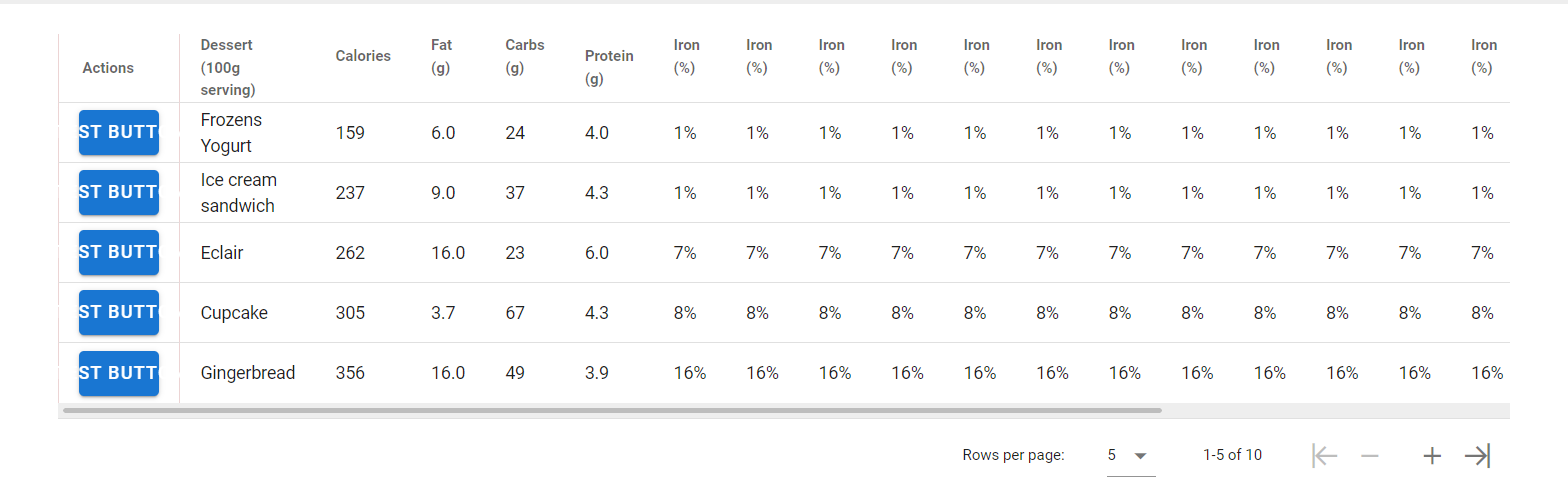 Actions Dessert (100g serving) Calories Fat (g) Carbs (g) Protein (g) Iron (%) Iron (%) Iron (%) Iron (%) Iron (%) Iron (%) Iron (%) Iron (%) Iron (%) Iron (%) Iron (%) Iron (%)
ST BUTT Frozens Yogurt 159 6.0 24 4.0 1% 1% 1% 1% 1% 1% 1% 1% 1% 1% 1% 1%
ST BUTT Ice cream sandwich 237 9.0 37 4.3 1% 1% 1% 1% 1% 1% 1% 1% 1% 1% 1% 1%
ST BUTT Eclair 262 16.0 23 6.0 7% 7% 7% 7% 7% 7% 7% 7% 7% 7% 7% 7%
ST BUTT Cupcake 305 3.7 67 4.3 8% 8% 8% 8% 8% 8% 8% 8% 8% 8% 8% 8%
ST BUTT Gingerbread 356 16.0 49 3.9 16% 16% 16% 16% 16% 16% 16% 16% 16% 16% 16% 16%
Rows per page: 5 1-5 of 10